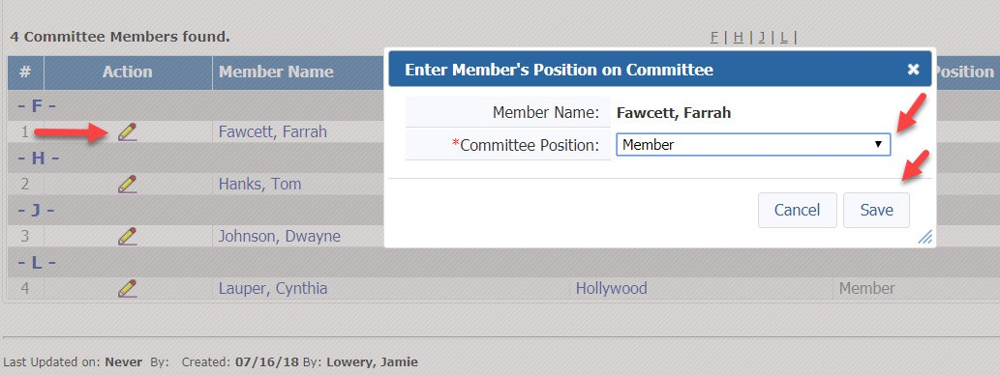 4 Committee Members found.
F | H | J | L |
# Action Member Name Position
Enter Member's Position on Committee ×
Member Name: Fawcett, Farrah
*Committee Position: Member
Cancel Save
- F -
1 Fawcett, Farrah
- H -
2 Hanks, Tom
- J -
3 Johnson, Dwayne
- L -
4 Lauper, Cynthia Hollywood Member
Last Updated on: Never By: Created: 07/16/18 By: Lowery, Jamie